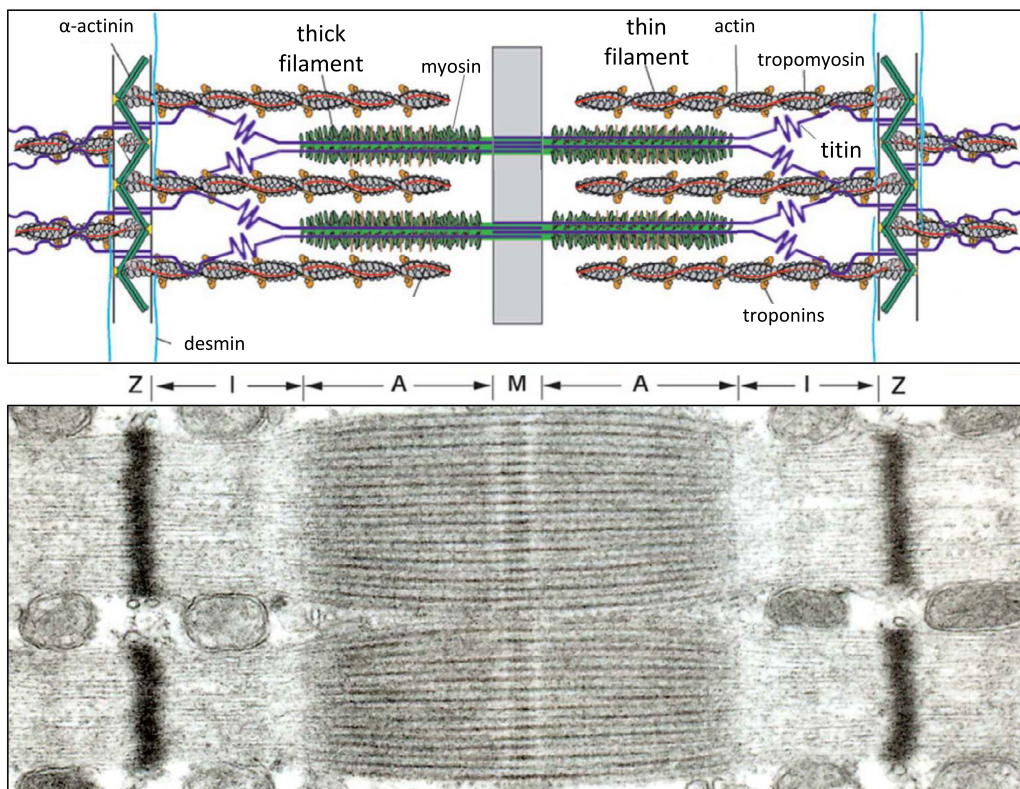 α-actinin
thick
filament
myosin
thin
filament
actin
tropomyosin
titin
troponins
desmin
Z I A M A I Z